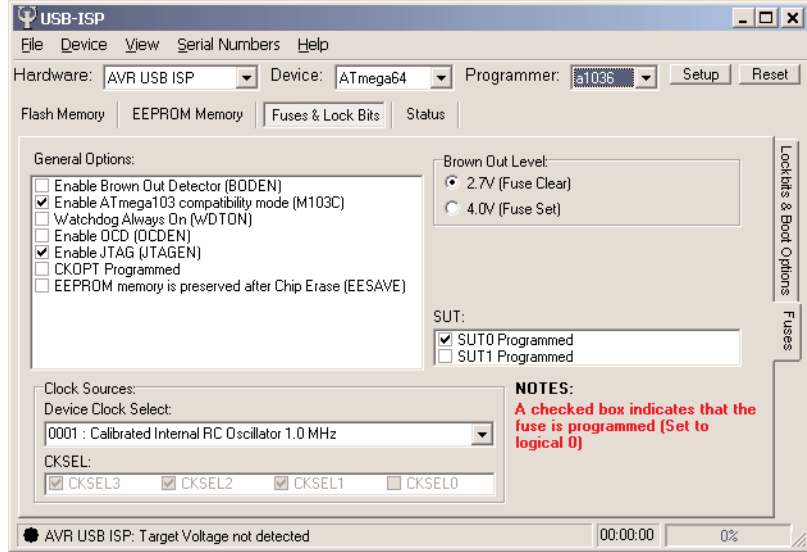 USB-ISP
File Device View Serial Numbers Help
Hardware: AVR USB ISP Device: ATmega64 Programmer: a1036 Setup Reset
Flash Memory EEPROM Memory Fuses & Lock Bits Status
General Options:
Enable Brown Out Detector (BODEN)
Enable ATmega103 compatibility mode (M103C)
Watchdog Always On (WDTON)
Enable OCD (OCDEN)
Enable JTAG (JTAGEN)
CKOPT Programmed
EEPROM memory is preserved after Chip Erase (EESAVE)
Brown Out Level:
2.7V (Fuse Clear)
4.0V (Fuse Set)
SUT:
SUT0 Programmed
SUT1 Programmed
Lockbits & Boot Options
Fuses
Clock Sources:
Device Clock Select:
0001 : Calibrated Internal RC Oscillator 1.0 MHz
CKSEL:
CKSEL3 CKSEL2 CKSEL1 CKSEL0
NOTES:
A checked box indicates that the
fuse is programmed (Set to
logical 0)
AVR USB ISP: Target Voltage not detected 00:00:00 0%